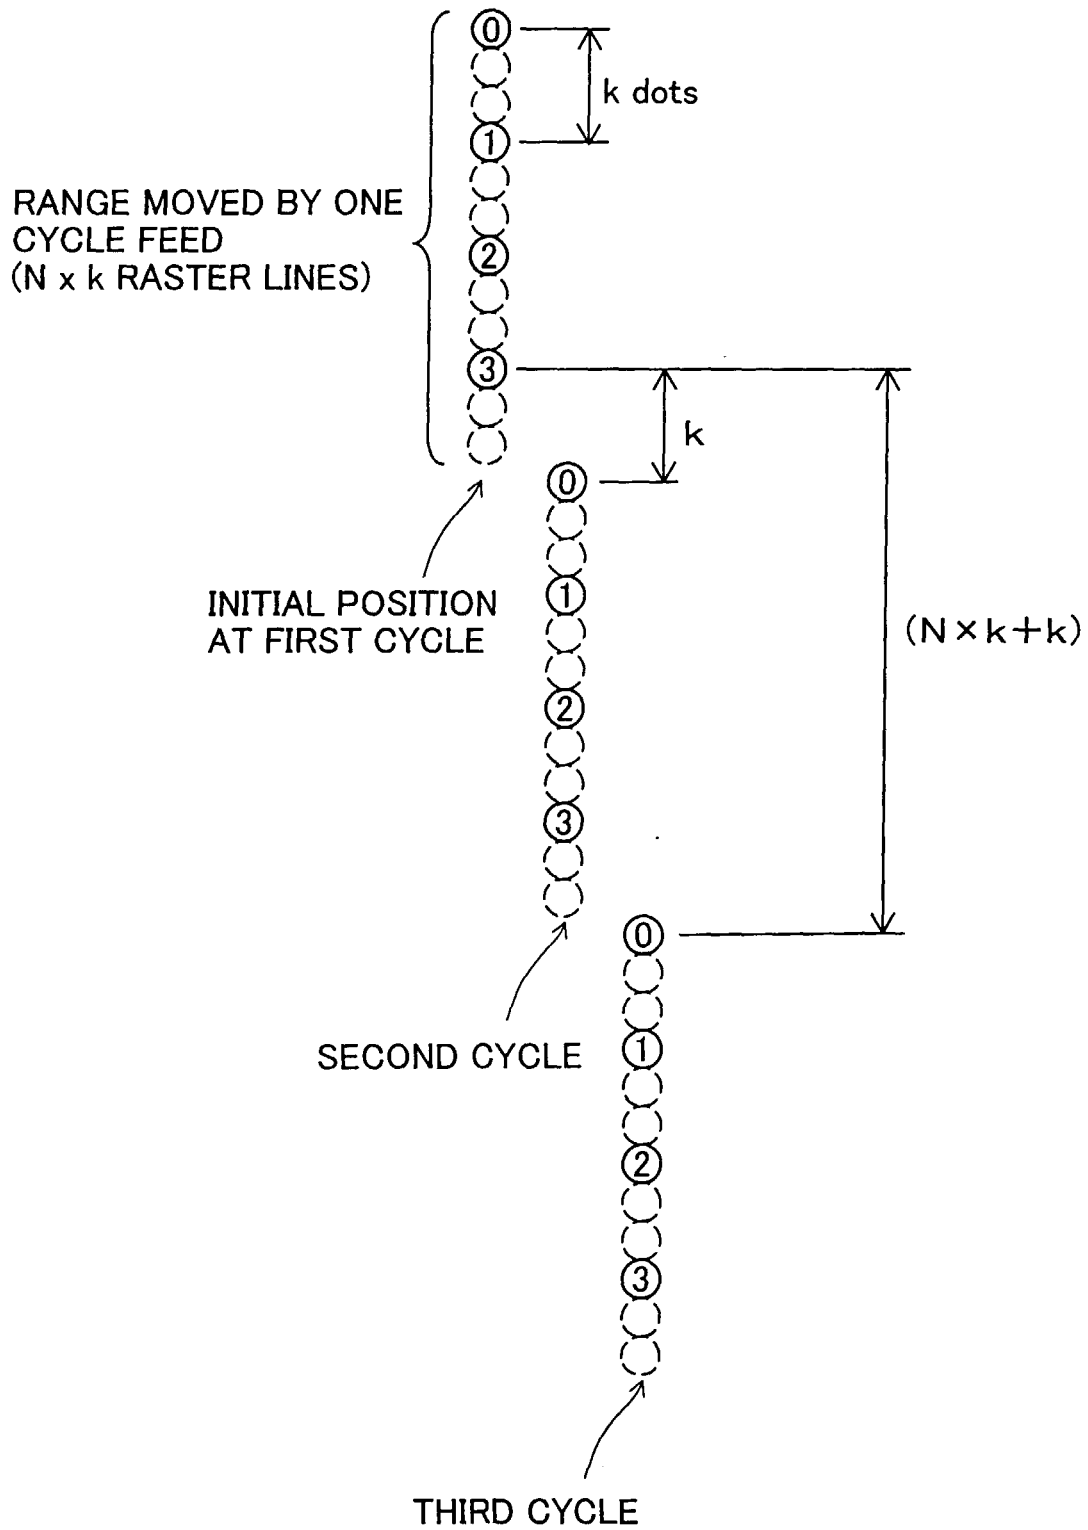 0
k dots
1
RANGE MOVED BY ONE
CYCLE FEED
(N x k RASTER LINES)
2
3
k
0
INITIAL POSITION
AT FIRST CYCLE
1
(N×k+k)
2
3
0
SECOND CYCLE
1
2
3
THIRD CYCLE